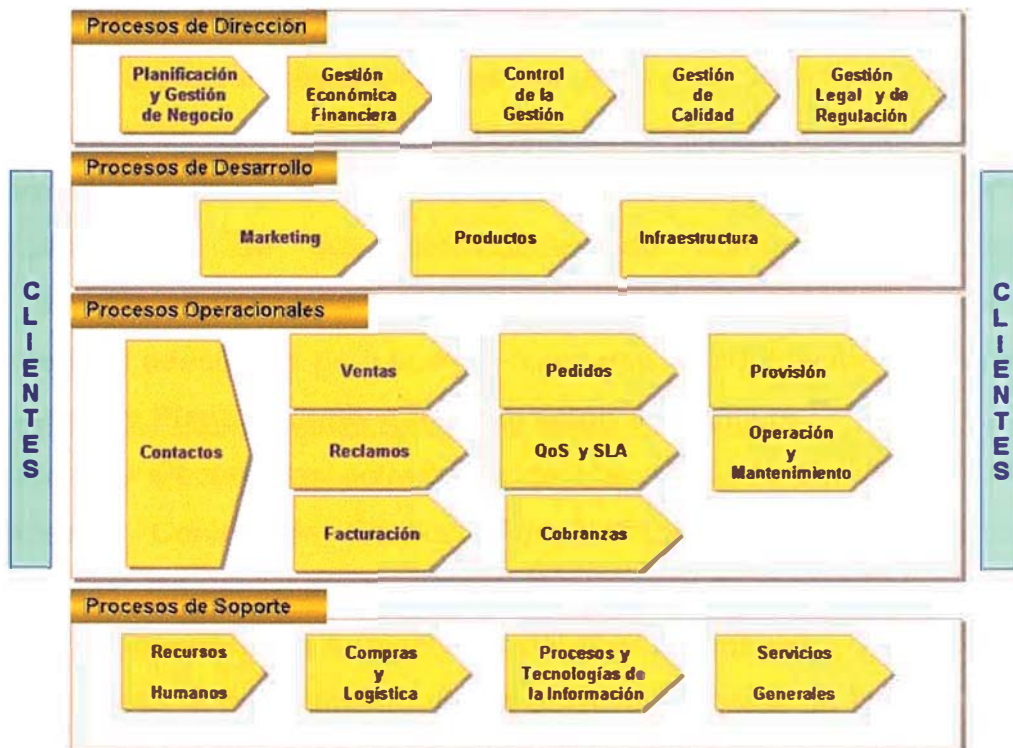 Procesos de Dirección
Planificación
y Gestión
de Negocio
Gestión
Económica
Financiera
Control
de la
Gestión
Gestión
de
Calidad
Gestión
Legal y de
Regulación
Procesos de Desarrollo
Marketing
Productos
Infraestructura
CLIENTES
Procesos Operacionales
Contactos
Ventas
Pedidos
Provisión
Reclamos
QoS y SLA
Operación
y
Mantenimiento
Facturación
Cobranzas
CLIENTES
Procesos de Soporte
Recursos
Humanos
Compras
y
Logística
Procesos y
Tecnologías de
la Información
Servicios
Generales